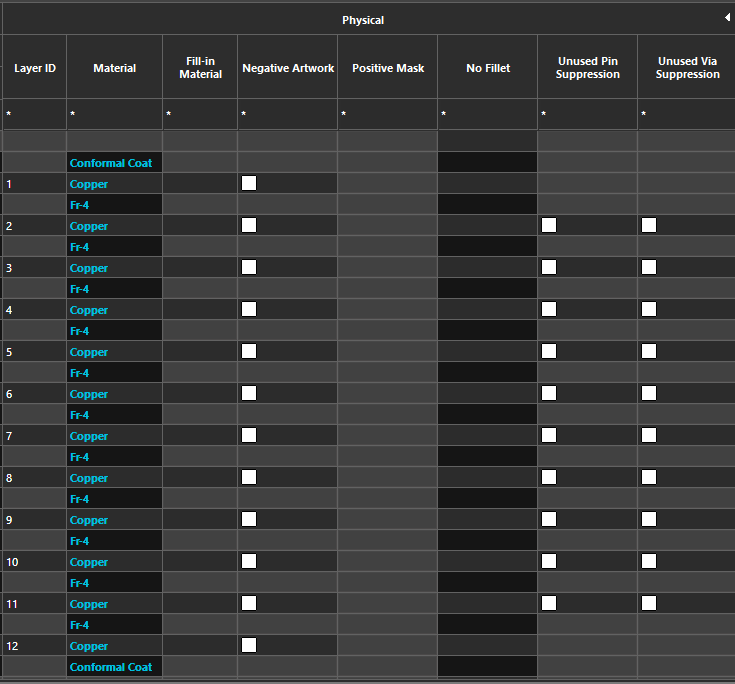 Physical
Layer ID Material Fill-in Material Negative Artwork Positive Mask No Fillet Unused Pin Suppression Unused Via Suppression
* * * * * * * *
Conformal Coat
1 Copper
Fr-4
2 Copper
Fr-4
3 Copper
Fr-4
4 Copper
Fr-4
5 Copper
Fr-4
6 Copper
Fr-4
7 Copper
Fr-4
8 Copper
Fr-4
9 Copper
Fr-4
10 Copper
Fr-4
11 Copper
Fr-4
12 Copper
Conformal Coat